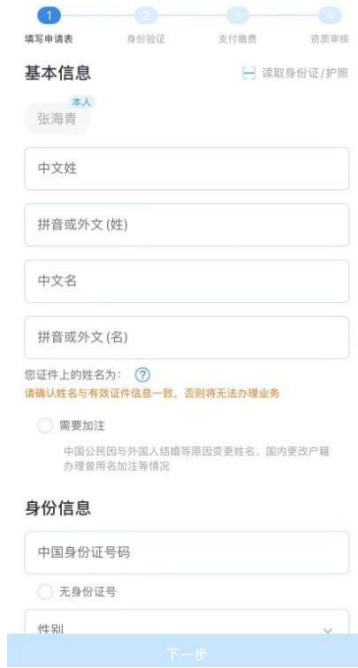 1 2 3 4
填写申请表 身份验证 支付缴费 资质审核
基本信息 读取身份证/护照
本人
张海青
中文姓
拼音或外文 (姓)
中文名
拼音或外文 (名)
您证件上的姓名为： ?
请确认姓名与有效证件信息一致，否则将无法办理业务
需要加注
中国公民因与外国人结婚等原因变更姓名、国内更改户籍
办理曾用名加注等情况
身份信息
中国身份证号码
无身份证号
性别
下一步